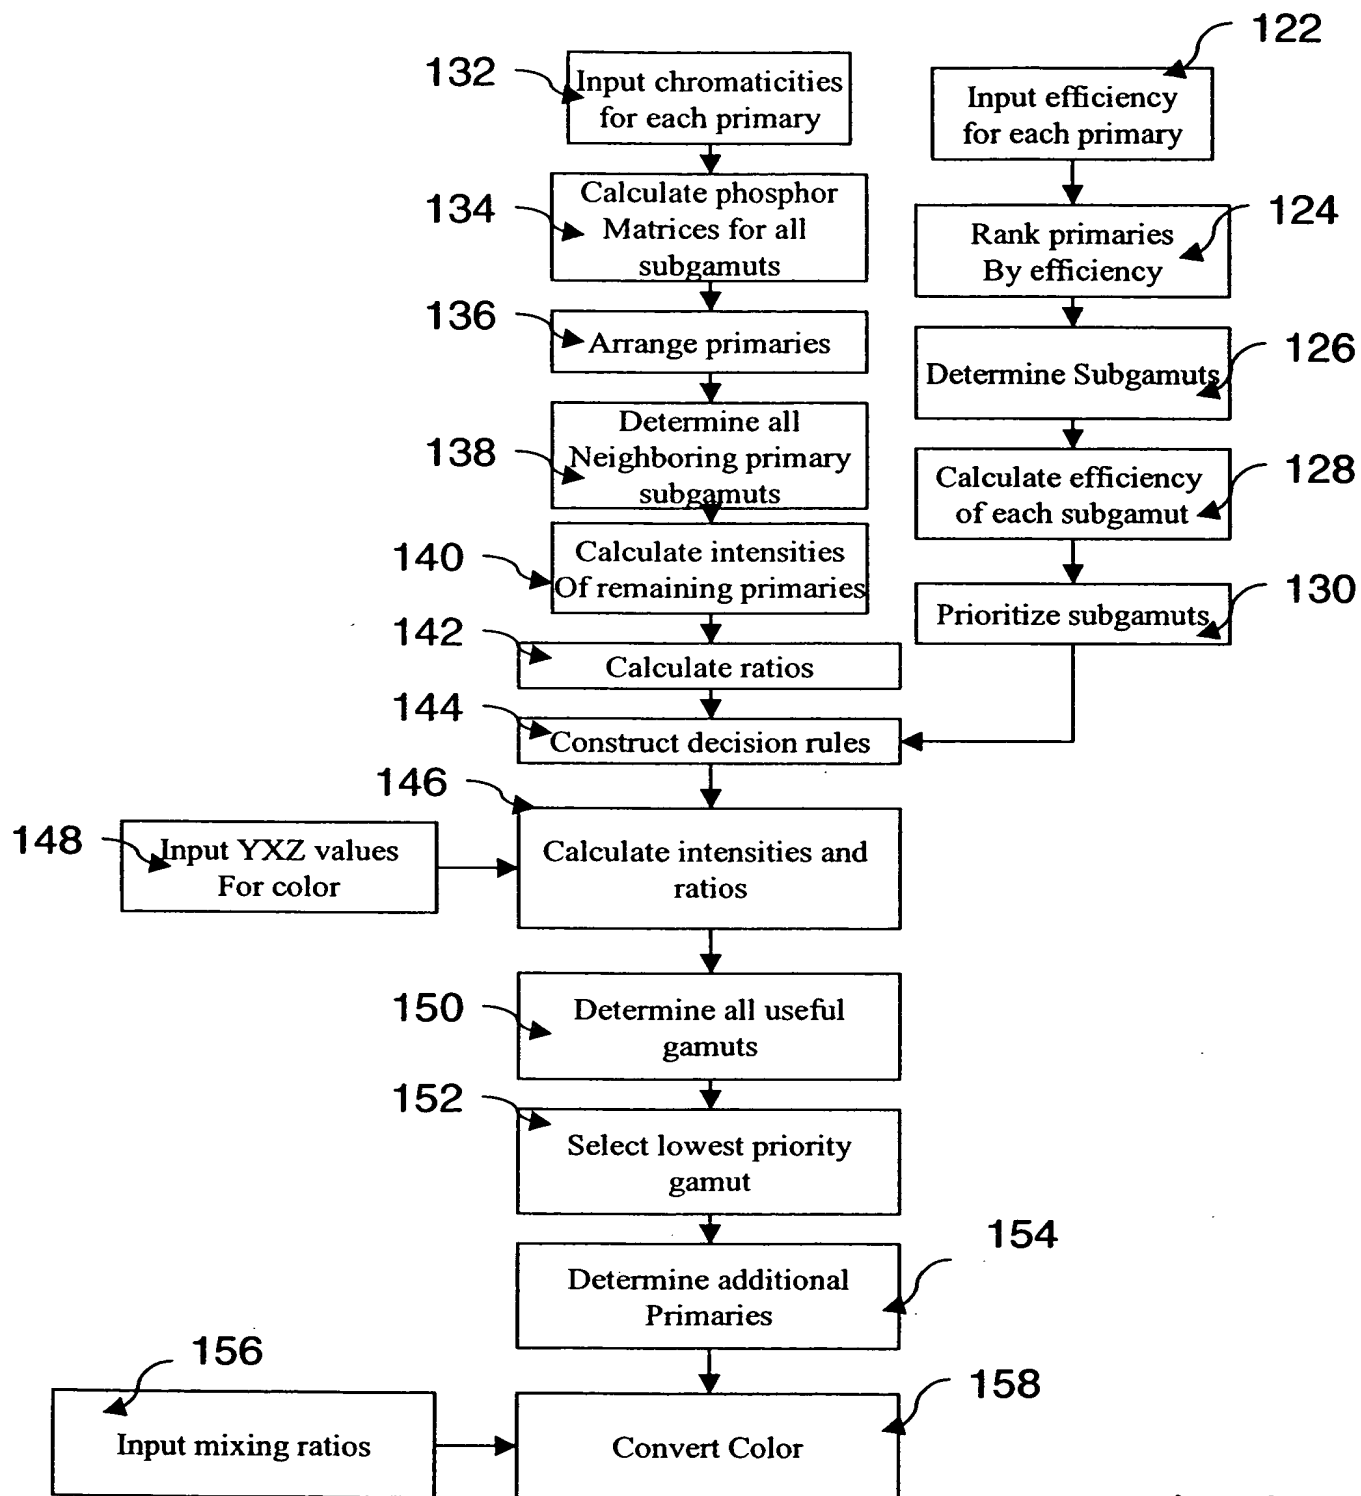 122
132
Input chromaticities
for each primary
Input efficiency
for each primary
134
Calculate phosphor
Matrices for all
subgamuts
124
Rank primaries
By efficiency
136
Arrange primaries
126
Determine Subgamuts
138
Determine all
Neighboring primary
subgamuts
128
Calculate efficiency
of each subgamut
140
Calculate intensities
Of remaining primaries
130
Prioritize subgamuts
142
Calculate ratios
144
Construct decision rules
146
148
Input YXZ values
For color
Calculate intensities and
ratios
150
Determine all useful
gamuts
152
Select lowest priority
gamut
154
Determine additional
Primaries
156
Input mixing ratios
158
Convert Color